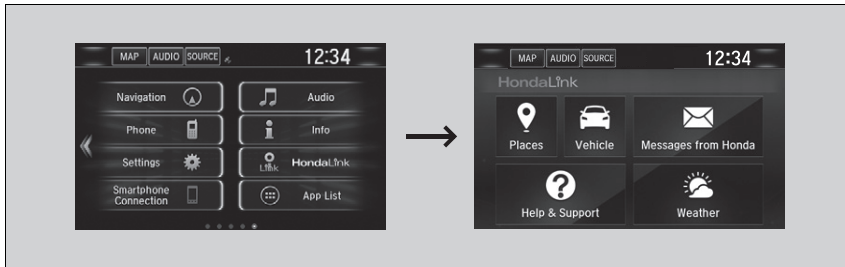 MAP AUDIO SOURCE 12:34
Navigation Audio
Phone Info
Settings Link HondaLink
Smartphone
Connection
App List
MAP AUDIO SOURCE 12:34
HondaLink
Places Vehicle Messages from Honda
Help & Support Weather